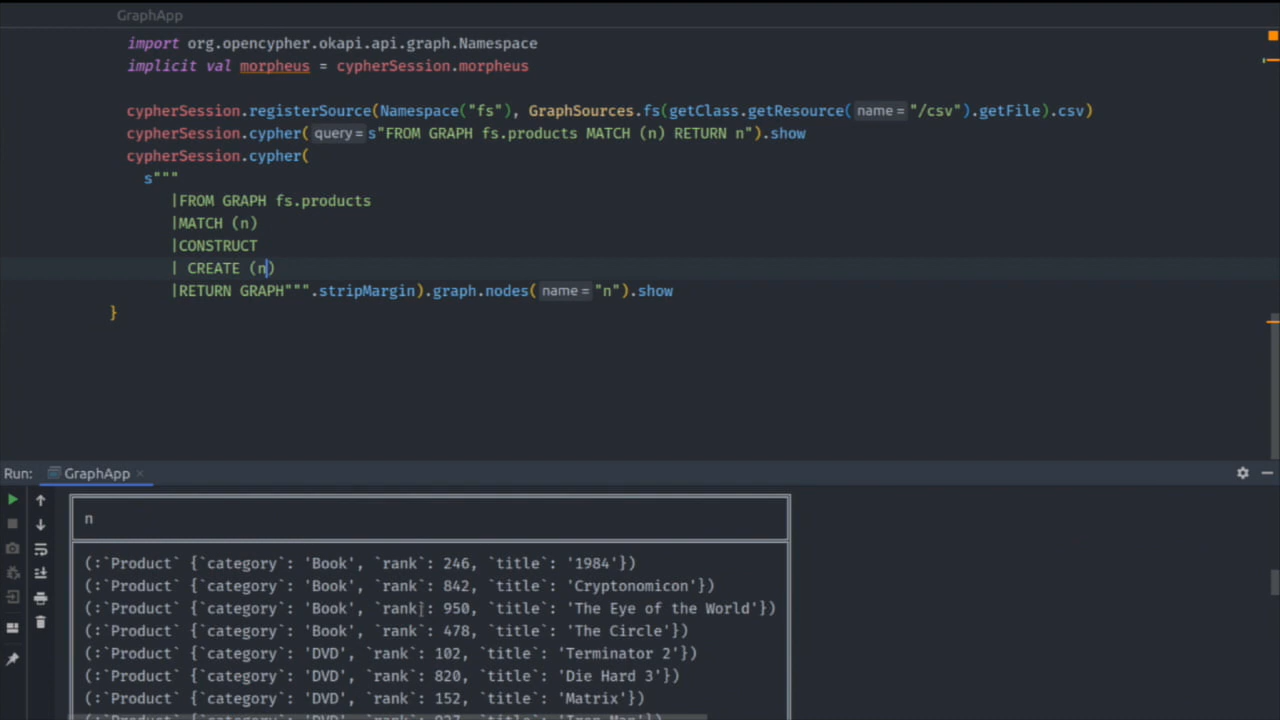 GraphApp
import org.opencypher.okapi.api.graph.Namespace
implicit val morpheus = cypherSession.morpheus
cypherSession.registerSource(Namespace("fs"), GraphSources.fs(getClass.getResource( name = "/csv").getFile).csv)
cypherSession.cypher( query = s"FROM GRAPH fs.products MATCH (n) RETURN n").show
cypherSession.cypher(
s"""
|FROM GRAPH fs.products
|MATCH (n)
|CONSTRUCT
| CREATE (n)
|RETURN GRAPH""".stripMargin).graph.nodes( name = "n").show
}
Run: GraphApp ×
n
(:`Product` {`category`: 'Book', `rank`: 246, `title`: '1984'})
(:`Product` {`category`: 'Book', `rank`: 842, `title`: 'Cryptonomicon'})
(:`Product` {`category`: 'Book', `rank`: 950, `title`: 'The Eye of the World'})
(:`Product` {`category`: 'Book', `rank`: 478, `title`: 'The Circle'})
(:`Product` {`category`: 'DVD', `rank`: 102, `title`: 'Terminator 2'})
(:`Product` {`category`: 'DVD', `rank`: 820, `title`: 'Die Hard 3'})
(:`Product` {`category`: 'DVD', `rank`: 152, `title`: 'Matrix'})